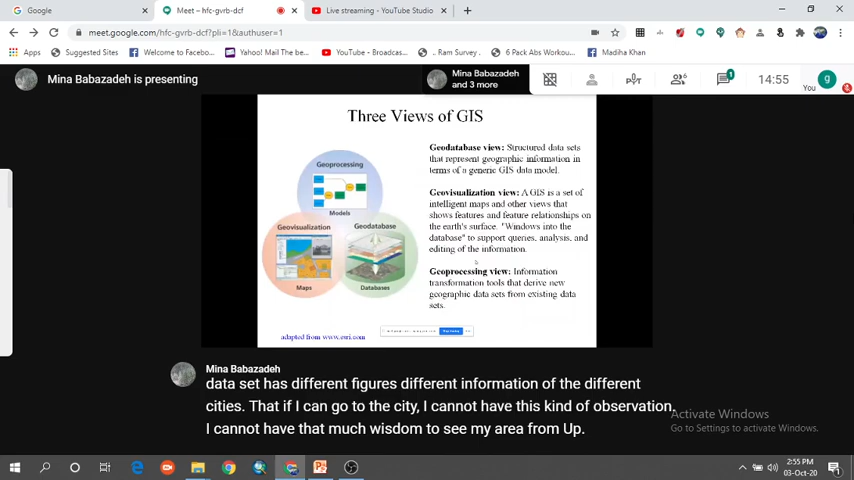 Google
Meet – hfc-gvrb-dcf
Live streaming - YouTube Studio
meet.google.com/hfc-gvrb-dcf?pli=1&authuser=1
Apps
Suggested Sites
Welcome to Facebo...
Yahoo! Mail The be...
YouTube - Broadcas...
.. Ram Survey .
6 Pack Abs Workou...
Madiha Khan
Mina Babazadeh is presenting
Mina Babazadeh
and 3 more
6
1
14:55
You
g
Three Views of GIS
Geoprocessing
Models
Geovisualization
Maps
Geodatabase
Databases
Geodatabase view: Structured data sets
that represent geographic information in
terms of a generic GIS data model.
Geovisualization view: A GIS is a set of
intelligent maps and other views that
shows features and feature relationships on
the earth's surface. "Windows into the
database" to support queries, analysis, and
editing of the information.
Geoprocessing view: Information
transformation tools that derive new
geographic data sets from existing data
sets.
adapted from www.esri.com
Mina Babazadeh
data set has different figures different information of the different
cities. That if I can go to the city, I cannot have this kind of observation.
I cannot have that much wisdom to see my area from Up.
Activate Windows
Go to Settings to activate Windows.
2:55 PM
03-Oct-20